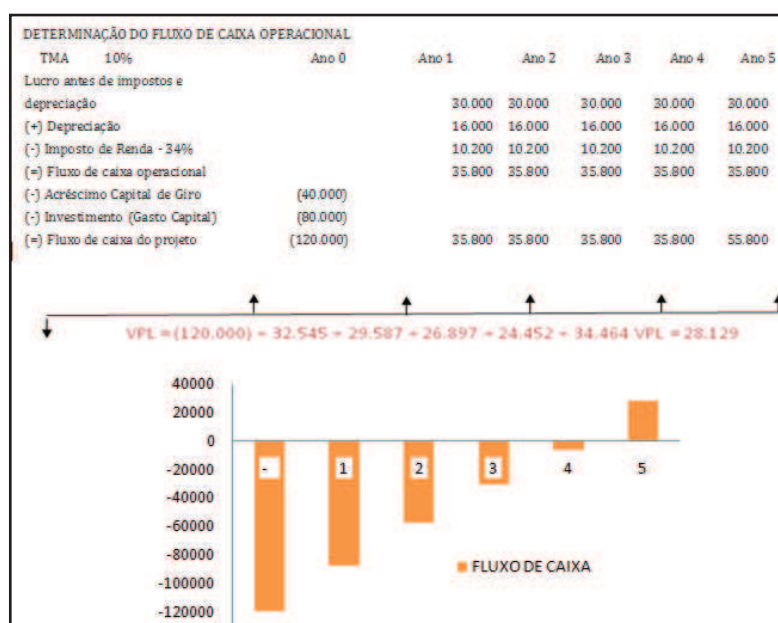 DETERMINAÇÃO DO FLUXO DE CAIXA OPERACIONAL
TMA 10% Ano 0 Ano 1 Ano 2 Ano 3 Ano 4 Ano 5
Lucro antes de impostos e
depreciação 30.000 30.000 30.000 30.000 30.000
(+) Depreciação 16.000 16.000 16.000 16.000 16.000
(-) Imposto de Renda - 34% 10.200 10.200 10.200 10.200 10.200
(=) Fluxo de caixa operacional 35.800 35.800 35.800 35.800 35.800
(-) Acréscimo Capital de Giro (40.000)
(-) Investimento (Gasto Capital) (80.000)
(=) Fluxo de caixa do projeto (120.000) 35.800 35.800 35.800 35.800 55.800
VPL = (120.000) + 32.545 + 29.587 + 26.897 + 24.452 + 34.464 VPL = 28.129
40000
20000
0
-20000 - 1 2 3 4 5
-40000
-60000
-80000
FLUXO DE CAIXA
-100000
-120000